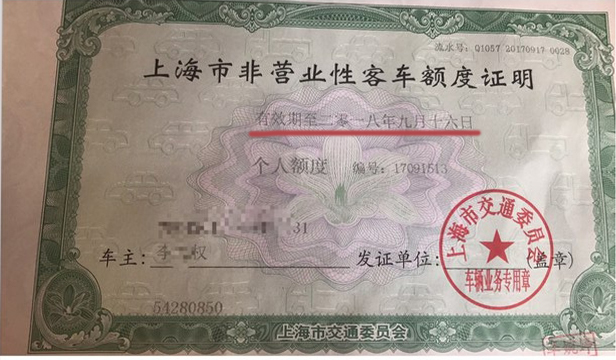 流水号: Q1057 20170917 0028
上海市非营业性客车额度证明
有效期至二零一八年九月十六日
个人额度 编号: 17091513
31
车主: 李 权 发证单位: (盖章)
上海市交通委员会
车辆业务专用章
54280850
上海市交通委员会